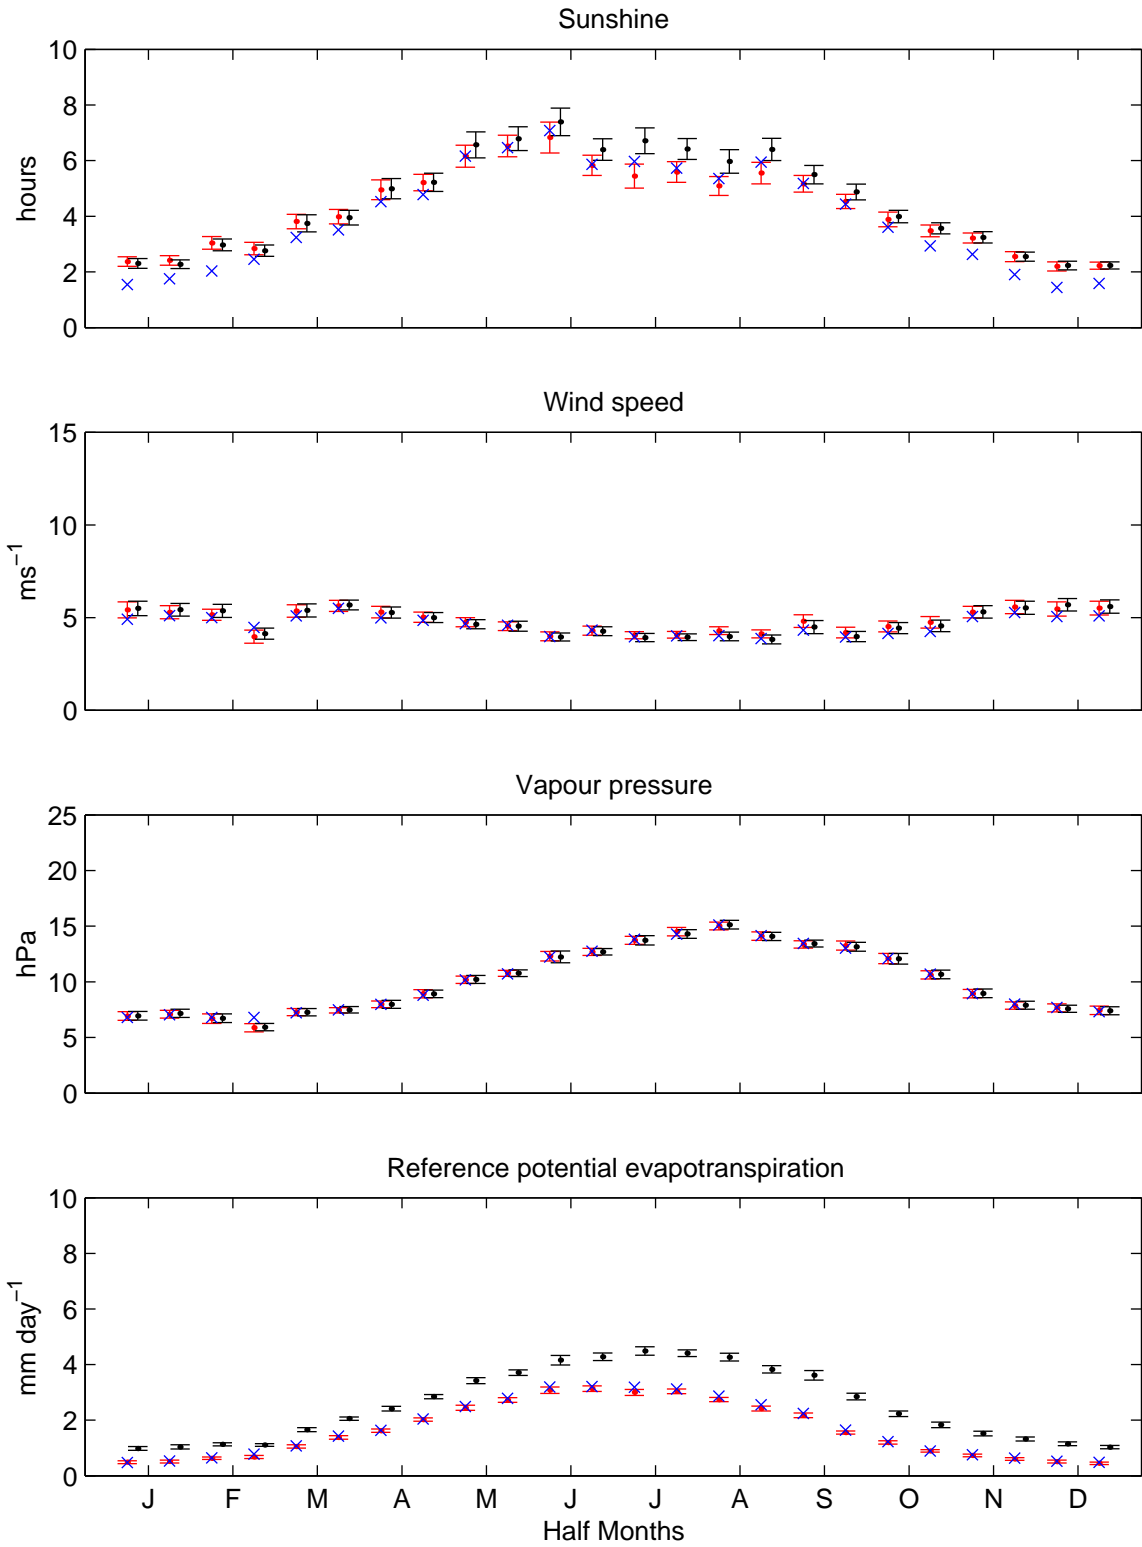 Sunshine
10
8
6
4
2
0
hours
Wind speed
15
10
5
0
ms−1
Vapour pressure
25
20
15
10
5
0
hPa
Reference potential evapotranspiration
10
8
6
4
2
0
mm day−1
J F M A M J J A S O N D
Half Months